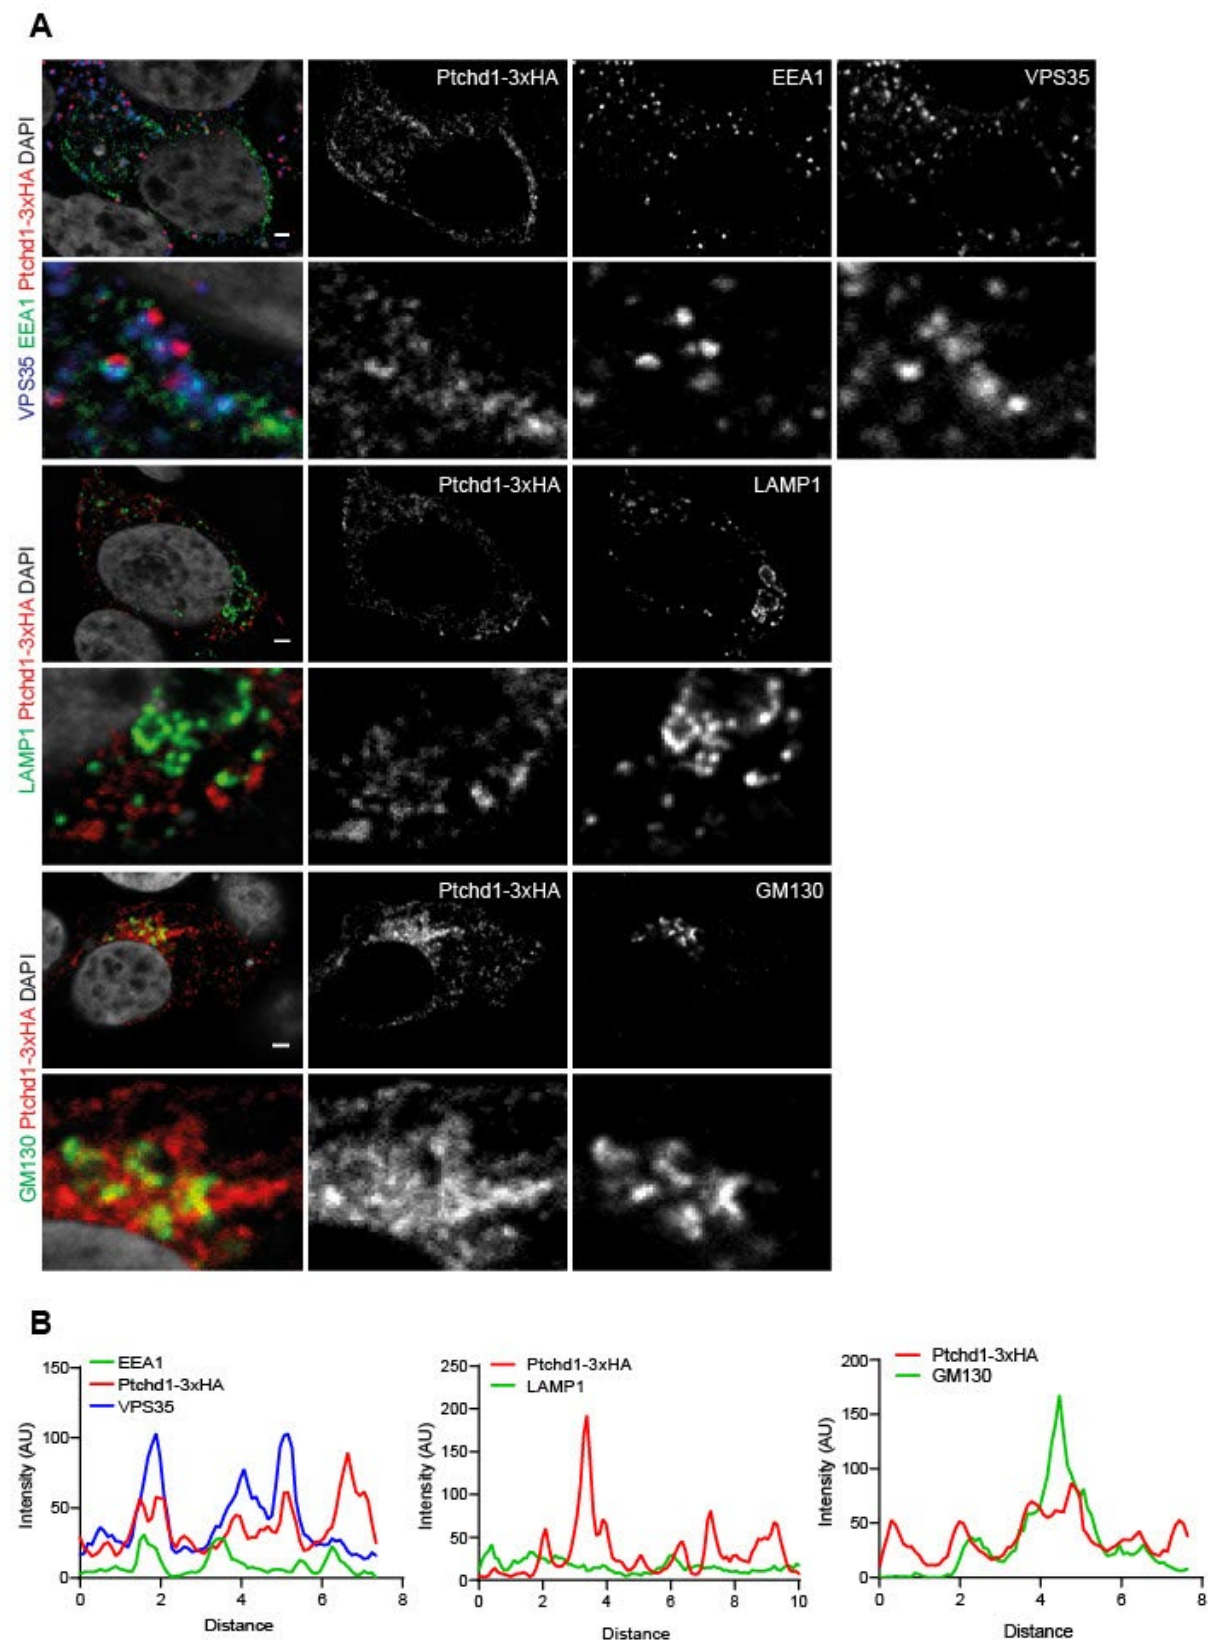 A
VPS35 EEA1 Ptchd1-3xHA DAPI
Ptchd1-3xHA
EEA1
VPS35
LAMP1 Ptchd1-3xHA DAPI
Ptchd1-3xHA
LAMP1
GM130 Ptchd1-3xHA DAPI
Ptchd1-3xHA
GM130
B
EEA1
Ptchd1-3xHA
VPS35
150
100
50
0
Intensity (AU)
0 2 4 6 8
Distance
Ptchd1-3xHA
LAMP1
250
200
150
100
50
0
Intensity (AU)
0 2 4 6 8 10
Distance
Ptchd1-3xHA
GM130
200
150
100
50
0
Intensity (AU)
0 2 4 6 8
Distance